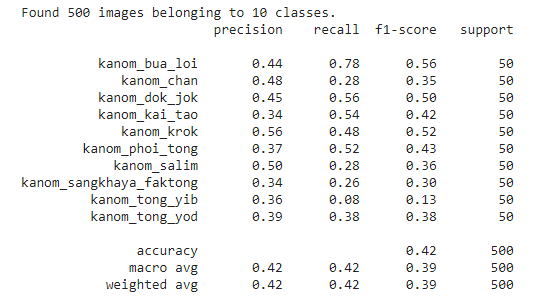 Found 500 images belonging to 10 classes.
precision recall f1-score support
kanom_bua_loi 0.44 0.78 0.56 50
kanom_chan 0.48 0.28 0.35 50
kanom_dok_jok 0.45 0.56 0.50 50
kanom_kai_tao 0.34 0.54 0.42 50
kanom_krok 0.56 0.48 0.52 50
kanom_phoi_tong 0.37 0.52 0.43 50
kanom_salim 0.50 0.28 0.36 50
kanom_sangkhaya_faktong 0.34 0.26 0.30 50
kanom_tong_yib 0.36 0.08 0.13 50
kanom_tong_yod 0.39 0.38 0.38 50
accuracy 0.42 500
macro avg 0.42 0.42 0.39 500
weighted avg 0.42 0.42 0.39 500